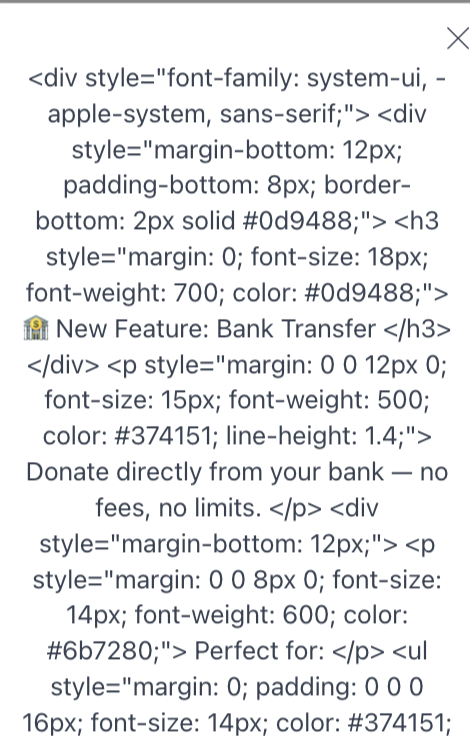 <div style="font-family: system-ui, -
apple-system, sans-serif;"> <div
style="margin-bottom: 12px;
padding-bottom: 8px; border-
bottom: 2px solid #0d9488;"> <h3
style="margin: 0; font-size: 18px;
font-weight: 700; color: #0d9488;">
🏦 New Feature: Bank Transfer </h3>
</div> <p style="margin: 0 0 12px 0;
font-size: 15px; font-weight: 500;
color: #374151; line-height: 1.4;">
Donate directly from your bank — no
fees, no limits. </p> <div
style="margin-bottom: 12px;"> <p
style="margin: 0 0 8px 0; font-size:
14px; font-weight: 600; color:
#6b7280;"> Perfect for: </p> <ul
style="margin: 0; padding: 0 0 0
16px; font-size: 14px; color: #374151;